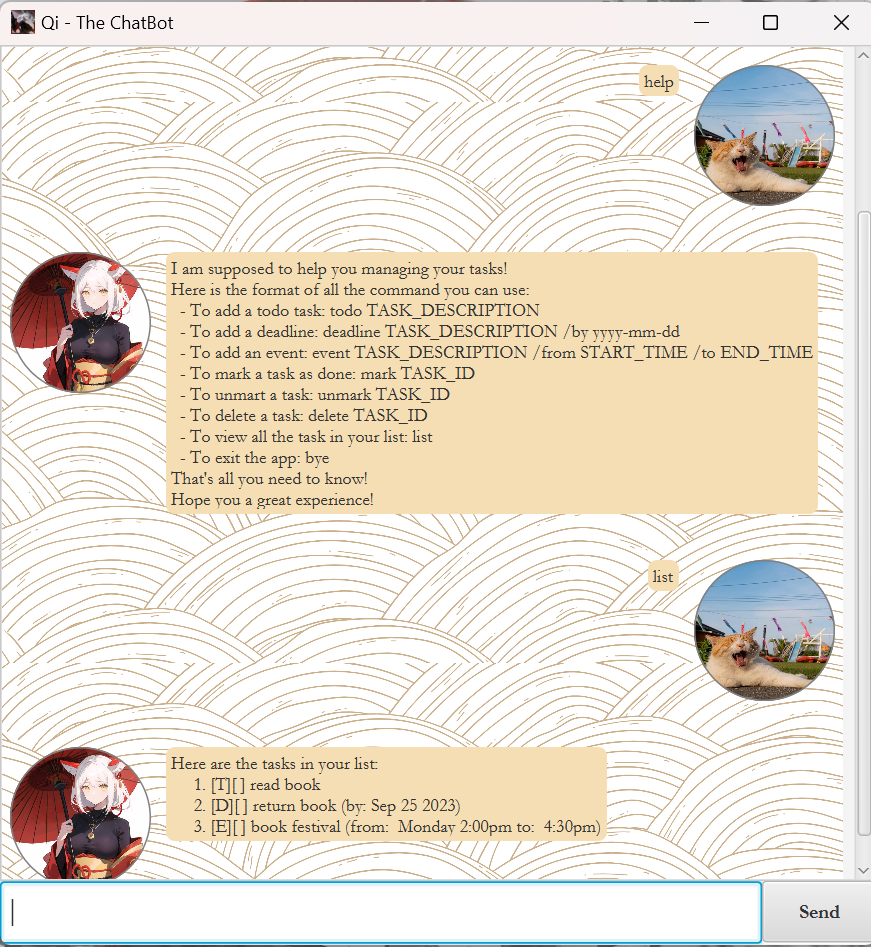 Qi - The ChatBot
help
I am supposed to help you managing your tasks!
Here is the format of all the command you can use:
- To add a todo task: todo TASK_DESCRIPTION
- To add a deadline: deadline TASK_DESCRIPTION /by yyyy-mm-dd
- To add an event: event TASK_DESCRIPTION /from START_TIME /to END_TIME
- To mark a task as done: mark TASK_ID
- To unmart a task: unmark TASK_ID
- To delete a task: delete TASK_ID
- To view all the task in your list: list
- To exit the app: bye
That's all you need to know!
Hope you a great experience!
list
Here are the tasks in your list:
1. [T][ ] read book
2. [D][ ] return book (by: Sep 25 2023)
3. [E][ ] book festival (from:  Monday 2:00pm to:  4:30pm)
Send